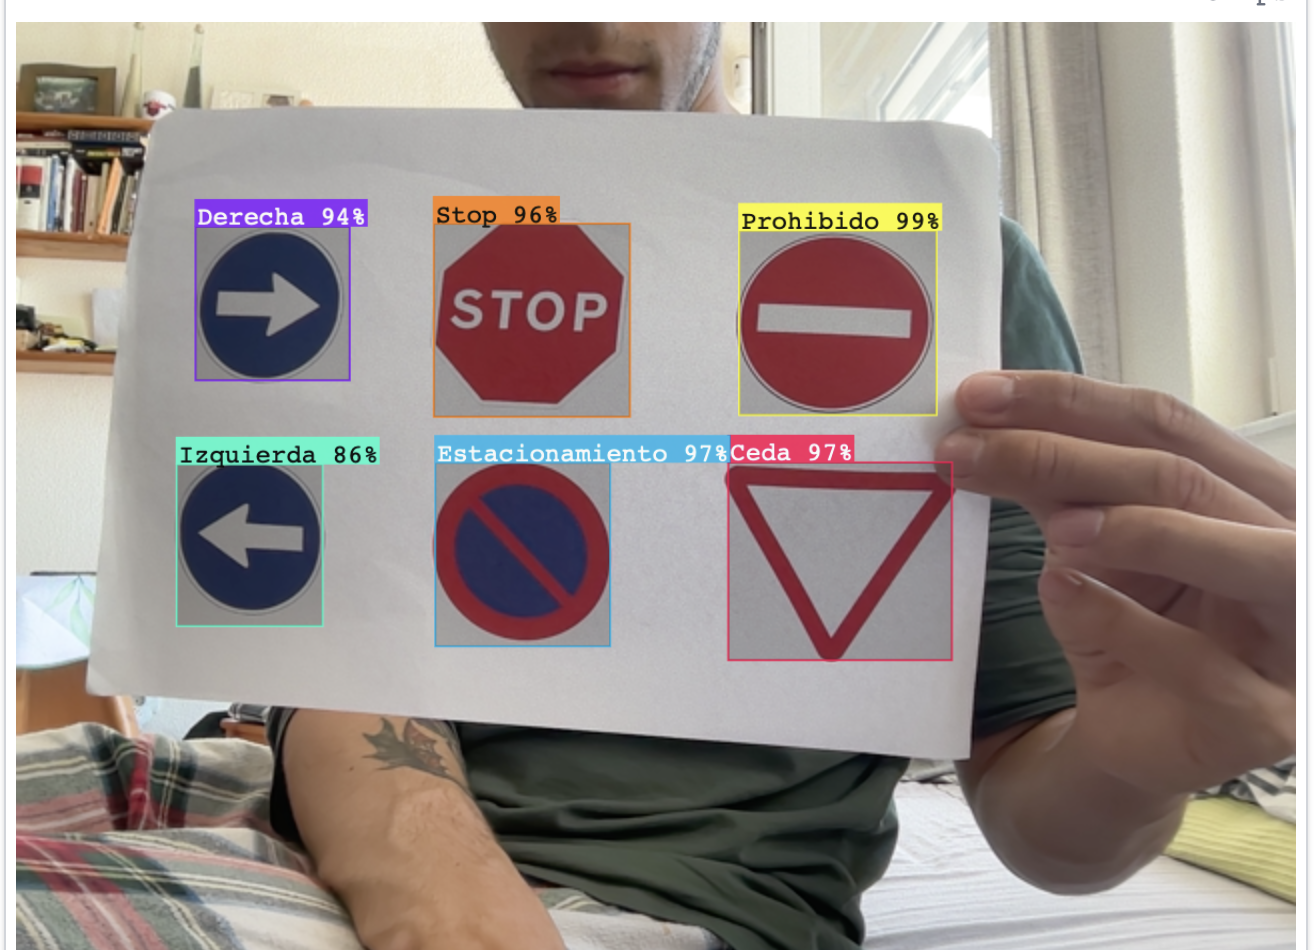 Derecha 94%
Stop 96%
Prohibido 99%
STOP
Izquierda 86%
Estacionamiento 97%
Ceda 97%